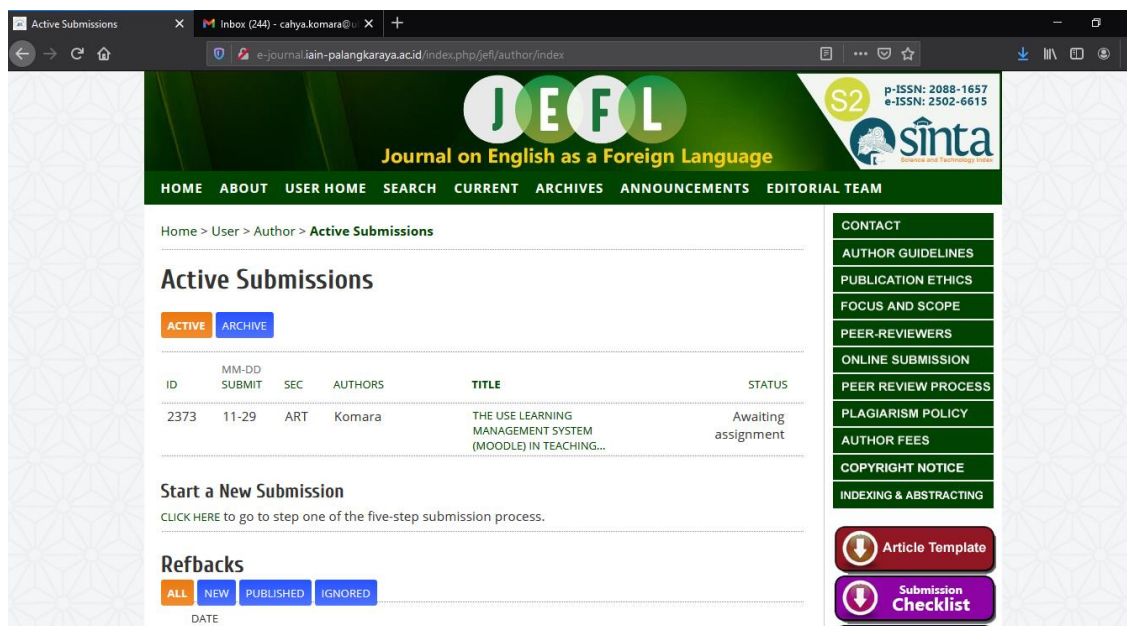 Active Submissions
Inbox (244) - cahya.komara@u
e-journal.iain-palangkaraya.ac.id/index.php/jefl/author/index
JEFL
Journal on English as a Foreign Language
S2
p-ISSN: 2088-1657
e-ISSN: 2502-6615
sinta
Science and Technology Index
HOME ABOUT USER HOME SEARCH CURRENT ARCHIVES ANNOUNCEMENTS EDITORIAL TEAM
Home > User > Author > Active Submissions
Active Submissions
ACTIVE ARCHIVE
MM-DD
ID SUBMIT SEC AUTHORS TITLE STATUS
2373 11-29 ART Komara THE USE LEARNING Awaiting
MANAGEMENT SYSTEM assignment
(MOODLE) IN TEACHING...
Start a New Submission
CLICK HERE to go to step one of the five-step submission process.
Refbacks
ALL NEW PUBLISHED IGNORED
DATE
CONTACT
AUTHOR GUIDELINES
PUBLICATION ETHICS
FOCUS AND SCOPE
PEER-REVIEWERS
ONLINE SUBMISSION
PEER REVIEW PROCESS
PLAGIARISM POLICY
AUTHOR FEES
COPYRIGHT NOTICE
INDEXING & ABSTRACTING
Article Template
Submission
Checklist